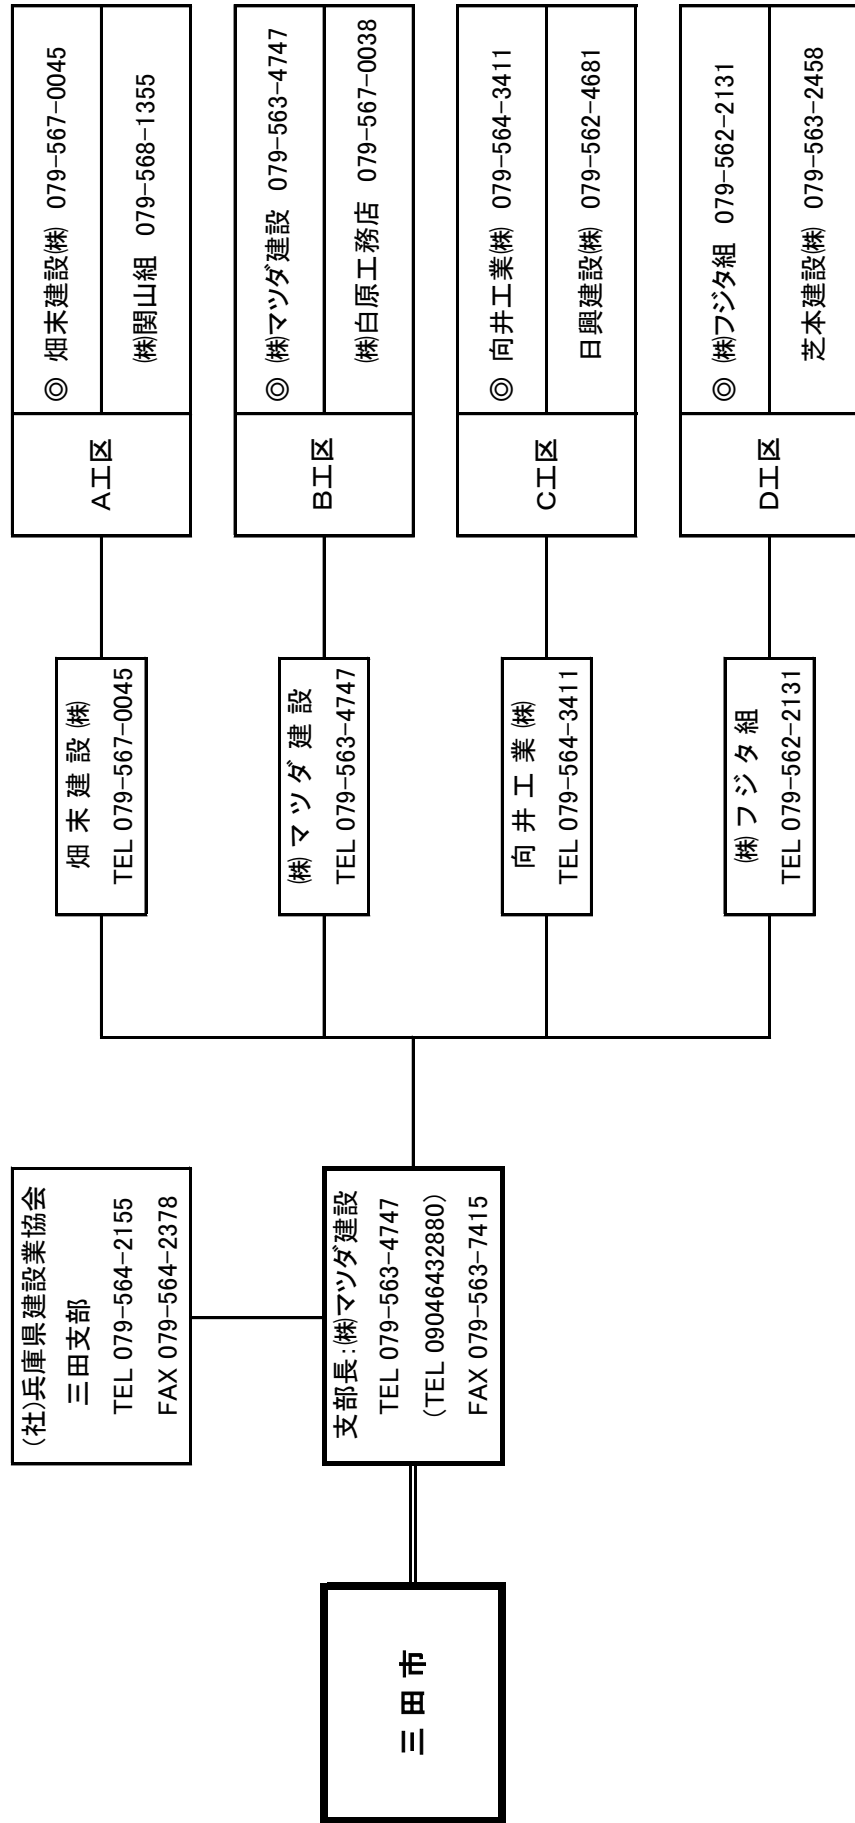 三 田 市
(社)兵庫県建設業協会
三田支部
TEL 079-564-2155
FAX 079-564-2378
支部長：㈱マツダ建設
TEL 079-563-4747
(TEL 09046432880)
FAX 079-563-7415
畑 末 建 設 ㈱
TEL 079-567-0045
㈱ マ ツ ダ 建 設
TEL 079-563-4747
向 井 工 業 ㈱
TEL 079-564-3411
㈱ フ ジ タ 組
TEL 079-562-2131
A工区
◎ 畑末建設㈱ 079-567-0045
㈱関山組 079-568-1355
B工区
◎ ㈱マツダ建設 079-563-4747
㈱白原工務店 079-567-0038
C工区
◎ 向井工業㈱ 079-564-3411
日興建設㈱ 079-562-4681
D工区
◎ ㈱フジタ組 079-562-2131
芝本建設㈱ 079-563-2458